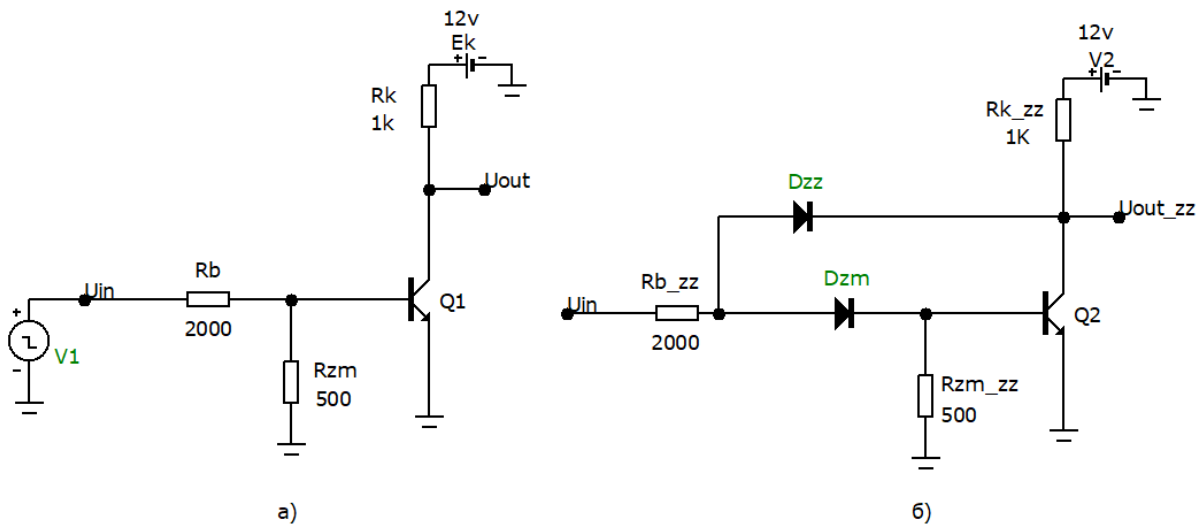 12v
Ek
+ -
Rk
1k
Uout
Uin
Rb
2000
Q1
+
-
V1
Rzm
500
а)
12v
V2
+ -
Rk_zz
1K
Dzz
Uout_zz
Rb_zz
Dzm
Uin
2000
Q2
Rzm_zz
500
б)